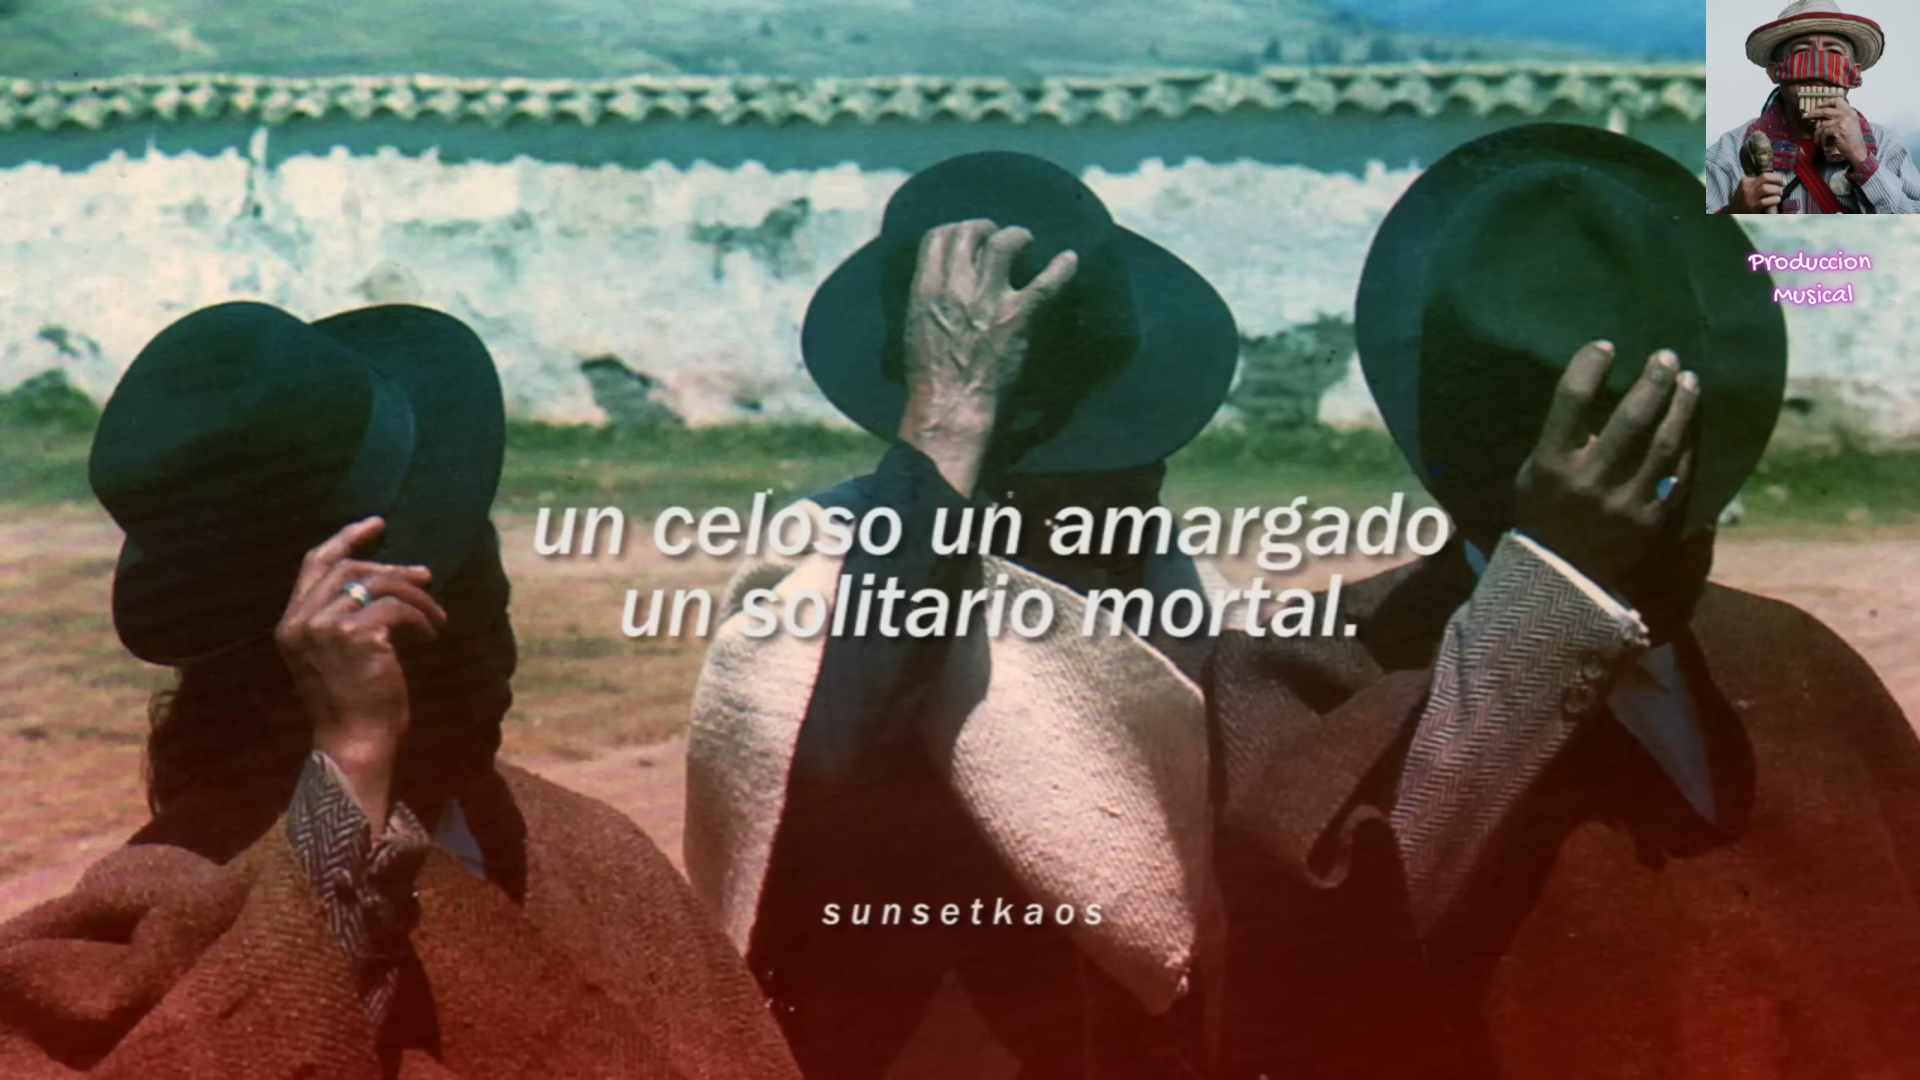 Produccion
Musical
un celoso un amargado
un solitario mortal.
sunsetkaos